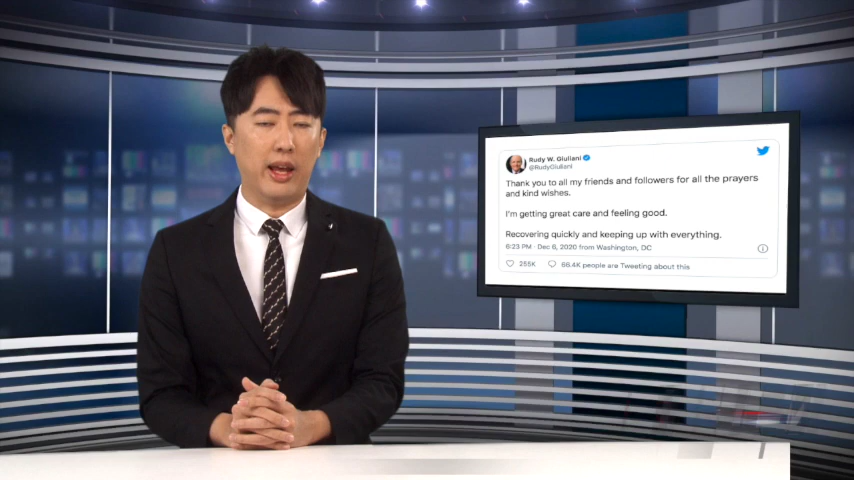 Rudy W. Giuliani
@RudyGiuliani
Thank you to all my friends and followers for all the prayers
and kind wishes.
I'm getting great care and feeling good.
Recovering quickly and keeping up with everything.
6:23 PM · Dec 6, 2020 from Washington, DC
255K 66.4K people are Tweeting about this